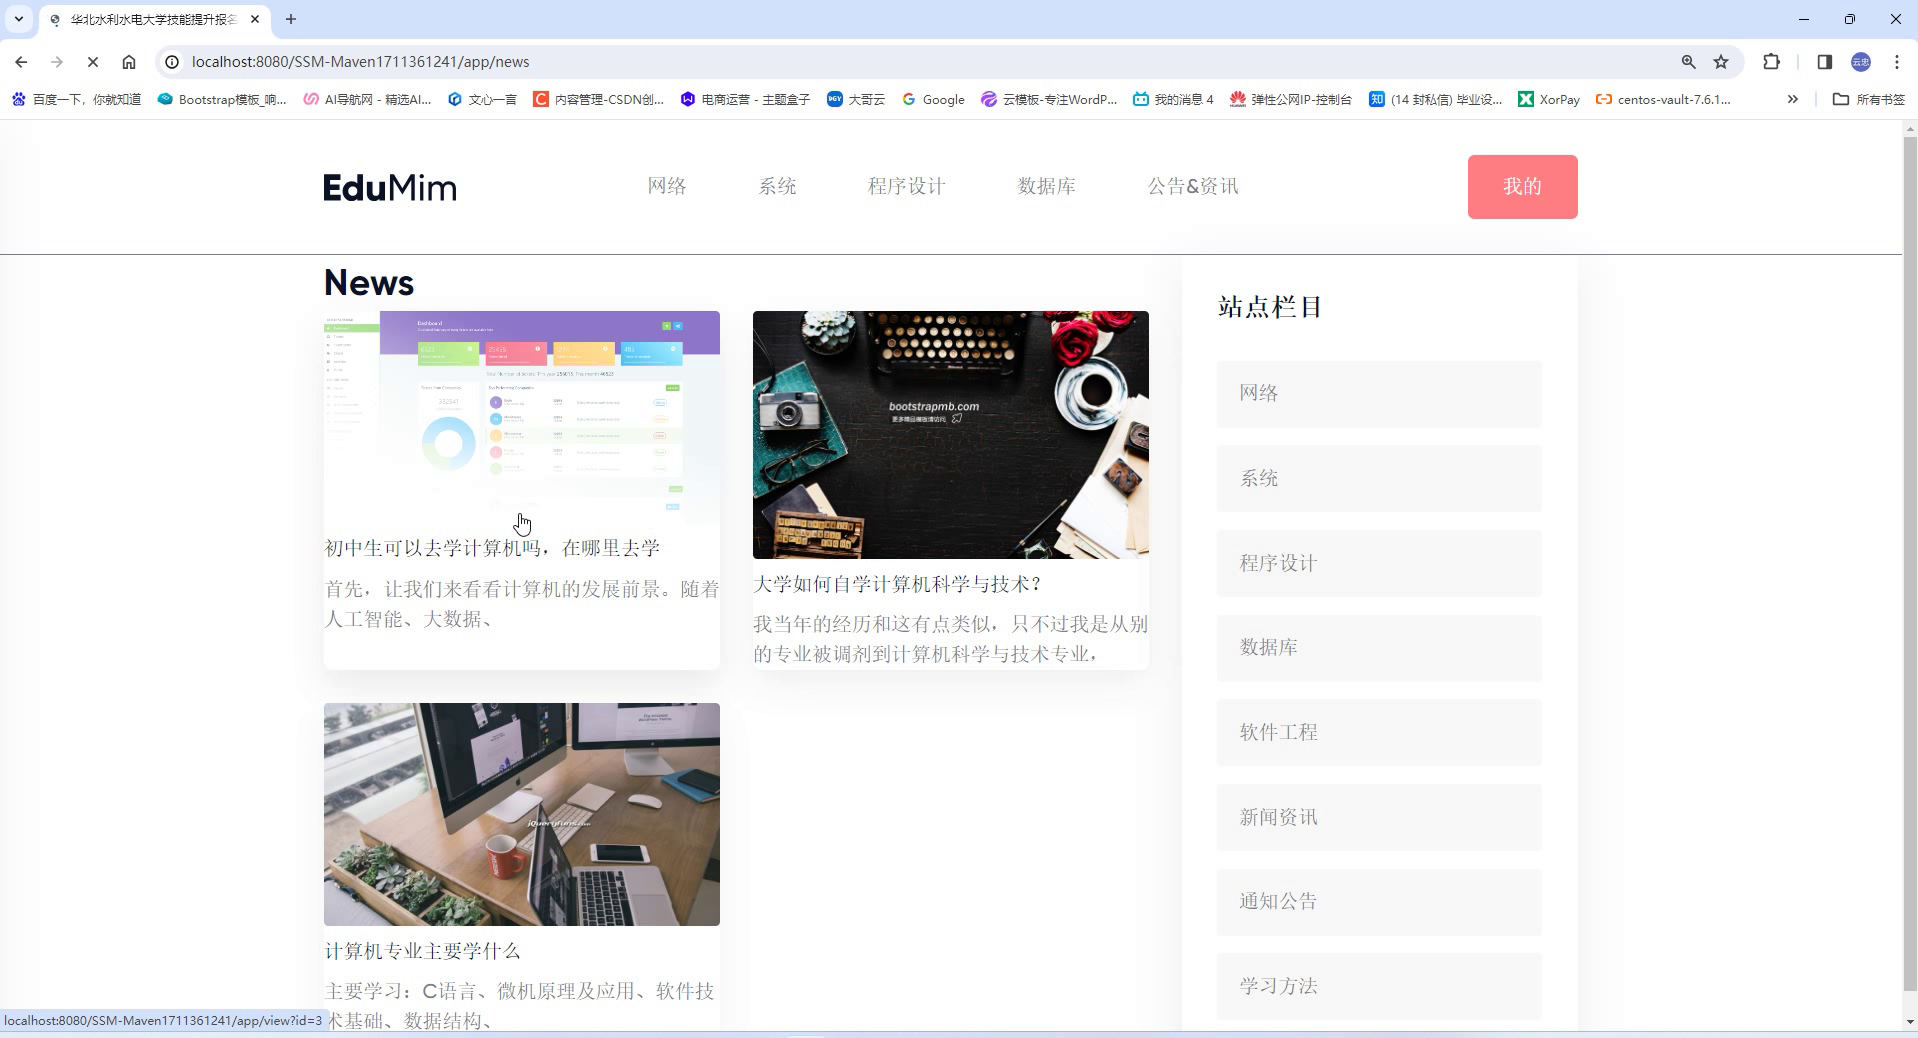 华北水利水电大学技能提升报名
localhost:8080/SSM-Maven1711361241/app/news
云忠
百度一下，你就知道
Bootstrap模板_响...
AI导航网 - 精选AI...
文心一言
内容管理-CSDN创...
电商运营 - 主题盒子
大哥云
Google
云模板-专注WordP...
我的消息 4
弹性公网IP-控制台
(14 封私信) 毕业设...
XorPay
centos-vault-7.6.1...
所有书签
EduMim
网络
系统
程序设计
数据库
公告&资讯
我的
News
Dashboard
bootstrapmb.com
更多精品模板请访问
初中生可以去学计算机吗，在哪里去学
首先，让我们来看看计算机的发展前景。随着
人工智能、大数据、
大学如何自学计算机科学与技术？
我当年的经历和这有点类似，只不过我是从别
的专业被调剂到计算机科学与技术专业，
jQueryfuns.com
计算机专业主要学什么
主要学习：C语言、微机原理及应用、软件技
术基础、数据结构、
站点栏目
网络
系统
程序设计
数据库
软件工程
新闻资讯
通知公告
学习方法
localhost:8080/SSM-Maven1711361241/app/view?id=3